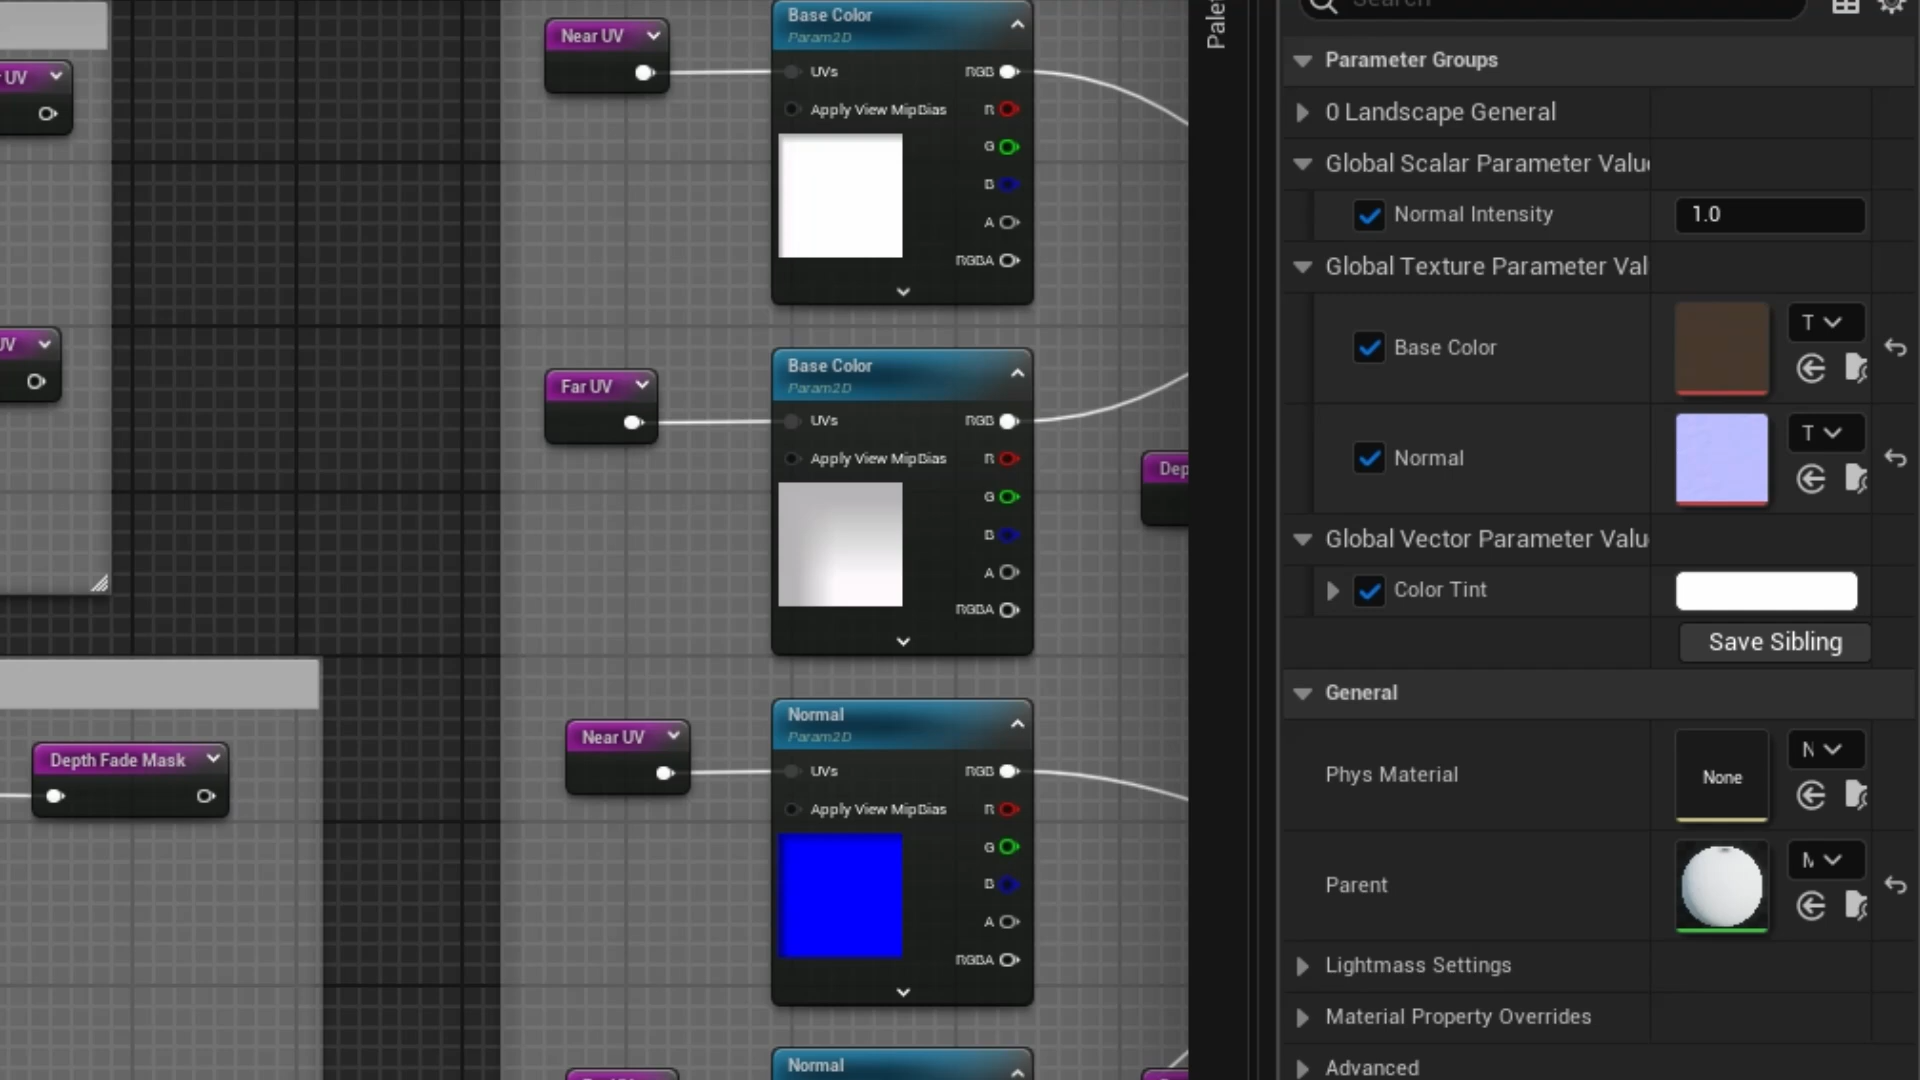 UV
UV
Depth Fade Mask
Near UV
Base Color
Param2D
UVs
RGB
Apply View MipBias
R
G
B
A
RGBA
Far UV
Base Color
Param2D
UVs
RGB
Apply View MipBias
R
G
B
A
RGBA
Dep
Near UV
Normal
Param2D
UVs
RGB
Apply View MipBias
R
G
B
A
RGBA
Normal
Pale
Search
Parameter Groups
0 Landscape General
Global Scalar Parameter Valu
Normal Intensity
1.0
Global Texture Parameter Val
Base Color
T
Normal
T
Global Vector Parameter Valu
Color Tint
Save Sibling
General
Phys Material
None
N
Parent
M
Lightmass Settings
Material Property Overrides
Advanced